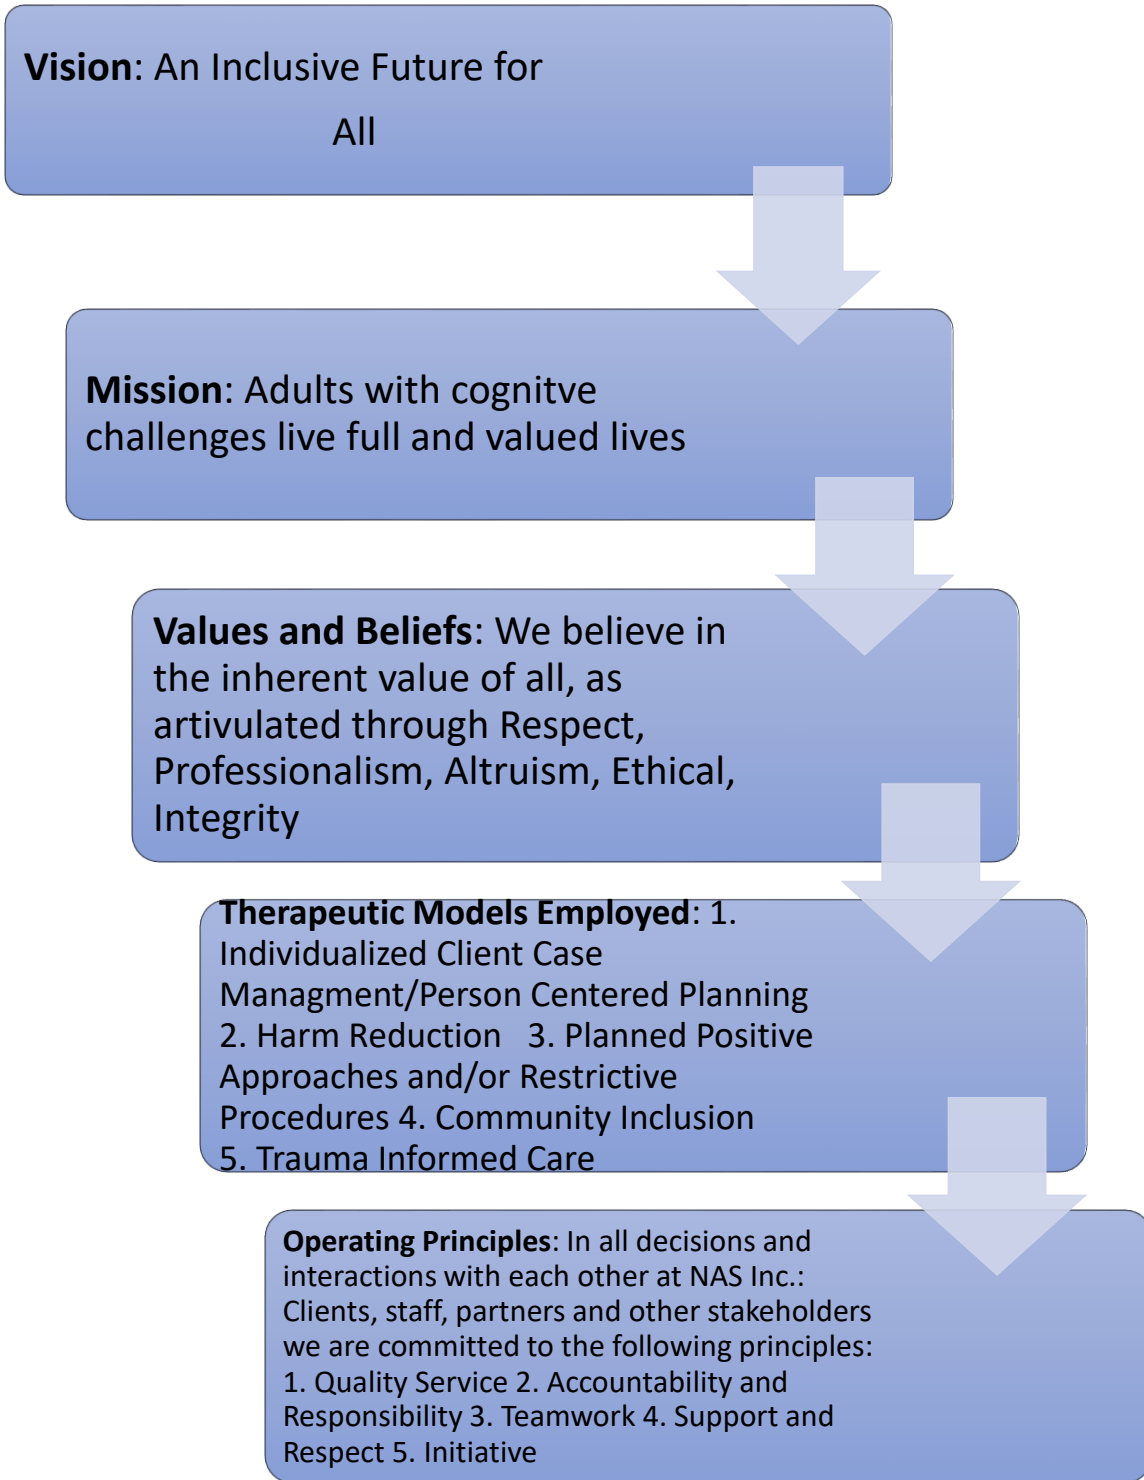 Vision: An Inclusive Future for
All
Mission: Adults with cognitve
challenges live full and valued lives
Values and Beliefs: We believe in
the inherent value of all, as
artivulated through Respect,
Professionalism, Altruism, Ethical,
Integrity
Therapeutic Models Employed: 1.
Individualized Client Case
Managment/Person Centered Planning
2. Harm Reduction   3. Planned Positive
Approaches and/or Restrictive
Procedures 4. Community Inclusion
5. Trauma Informed Care
Operating Principles: In all decisions and
interactions with each other at NAS Inc.:
Clients, staff, partners and other stakeholders
we are committed to the following principles:
1. Quality Service 2. Accountability and
Responsibility 3. Teamwork 4. Support and
Respect 5. Initiative